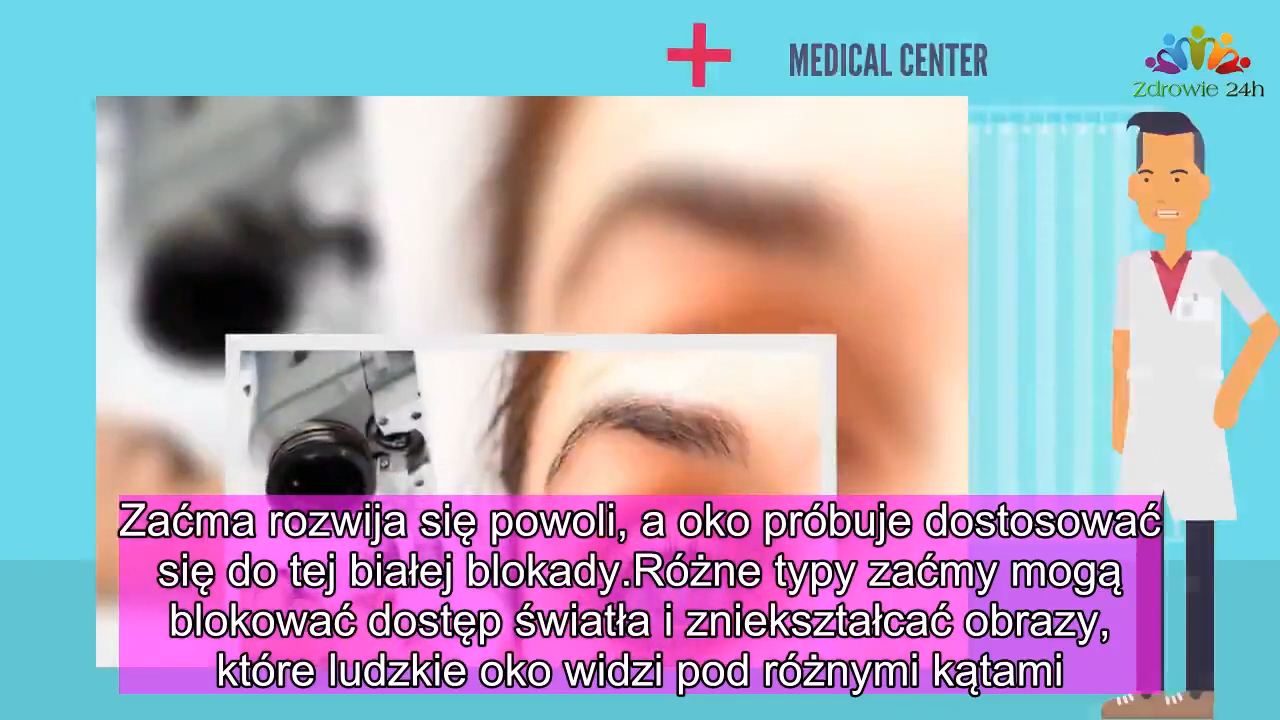 MEDICAL CENTER
Zdrowie 24h
Zaćma rozwija się powoli, a oko próbuje dostosować
się do tej białej blokady.Różne typy zaćmy mogą
blokować dostęp światła i zniekształcać obrazy,
które ludzkie oko widzi pod różnymi kątami